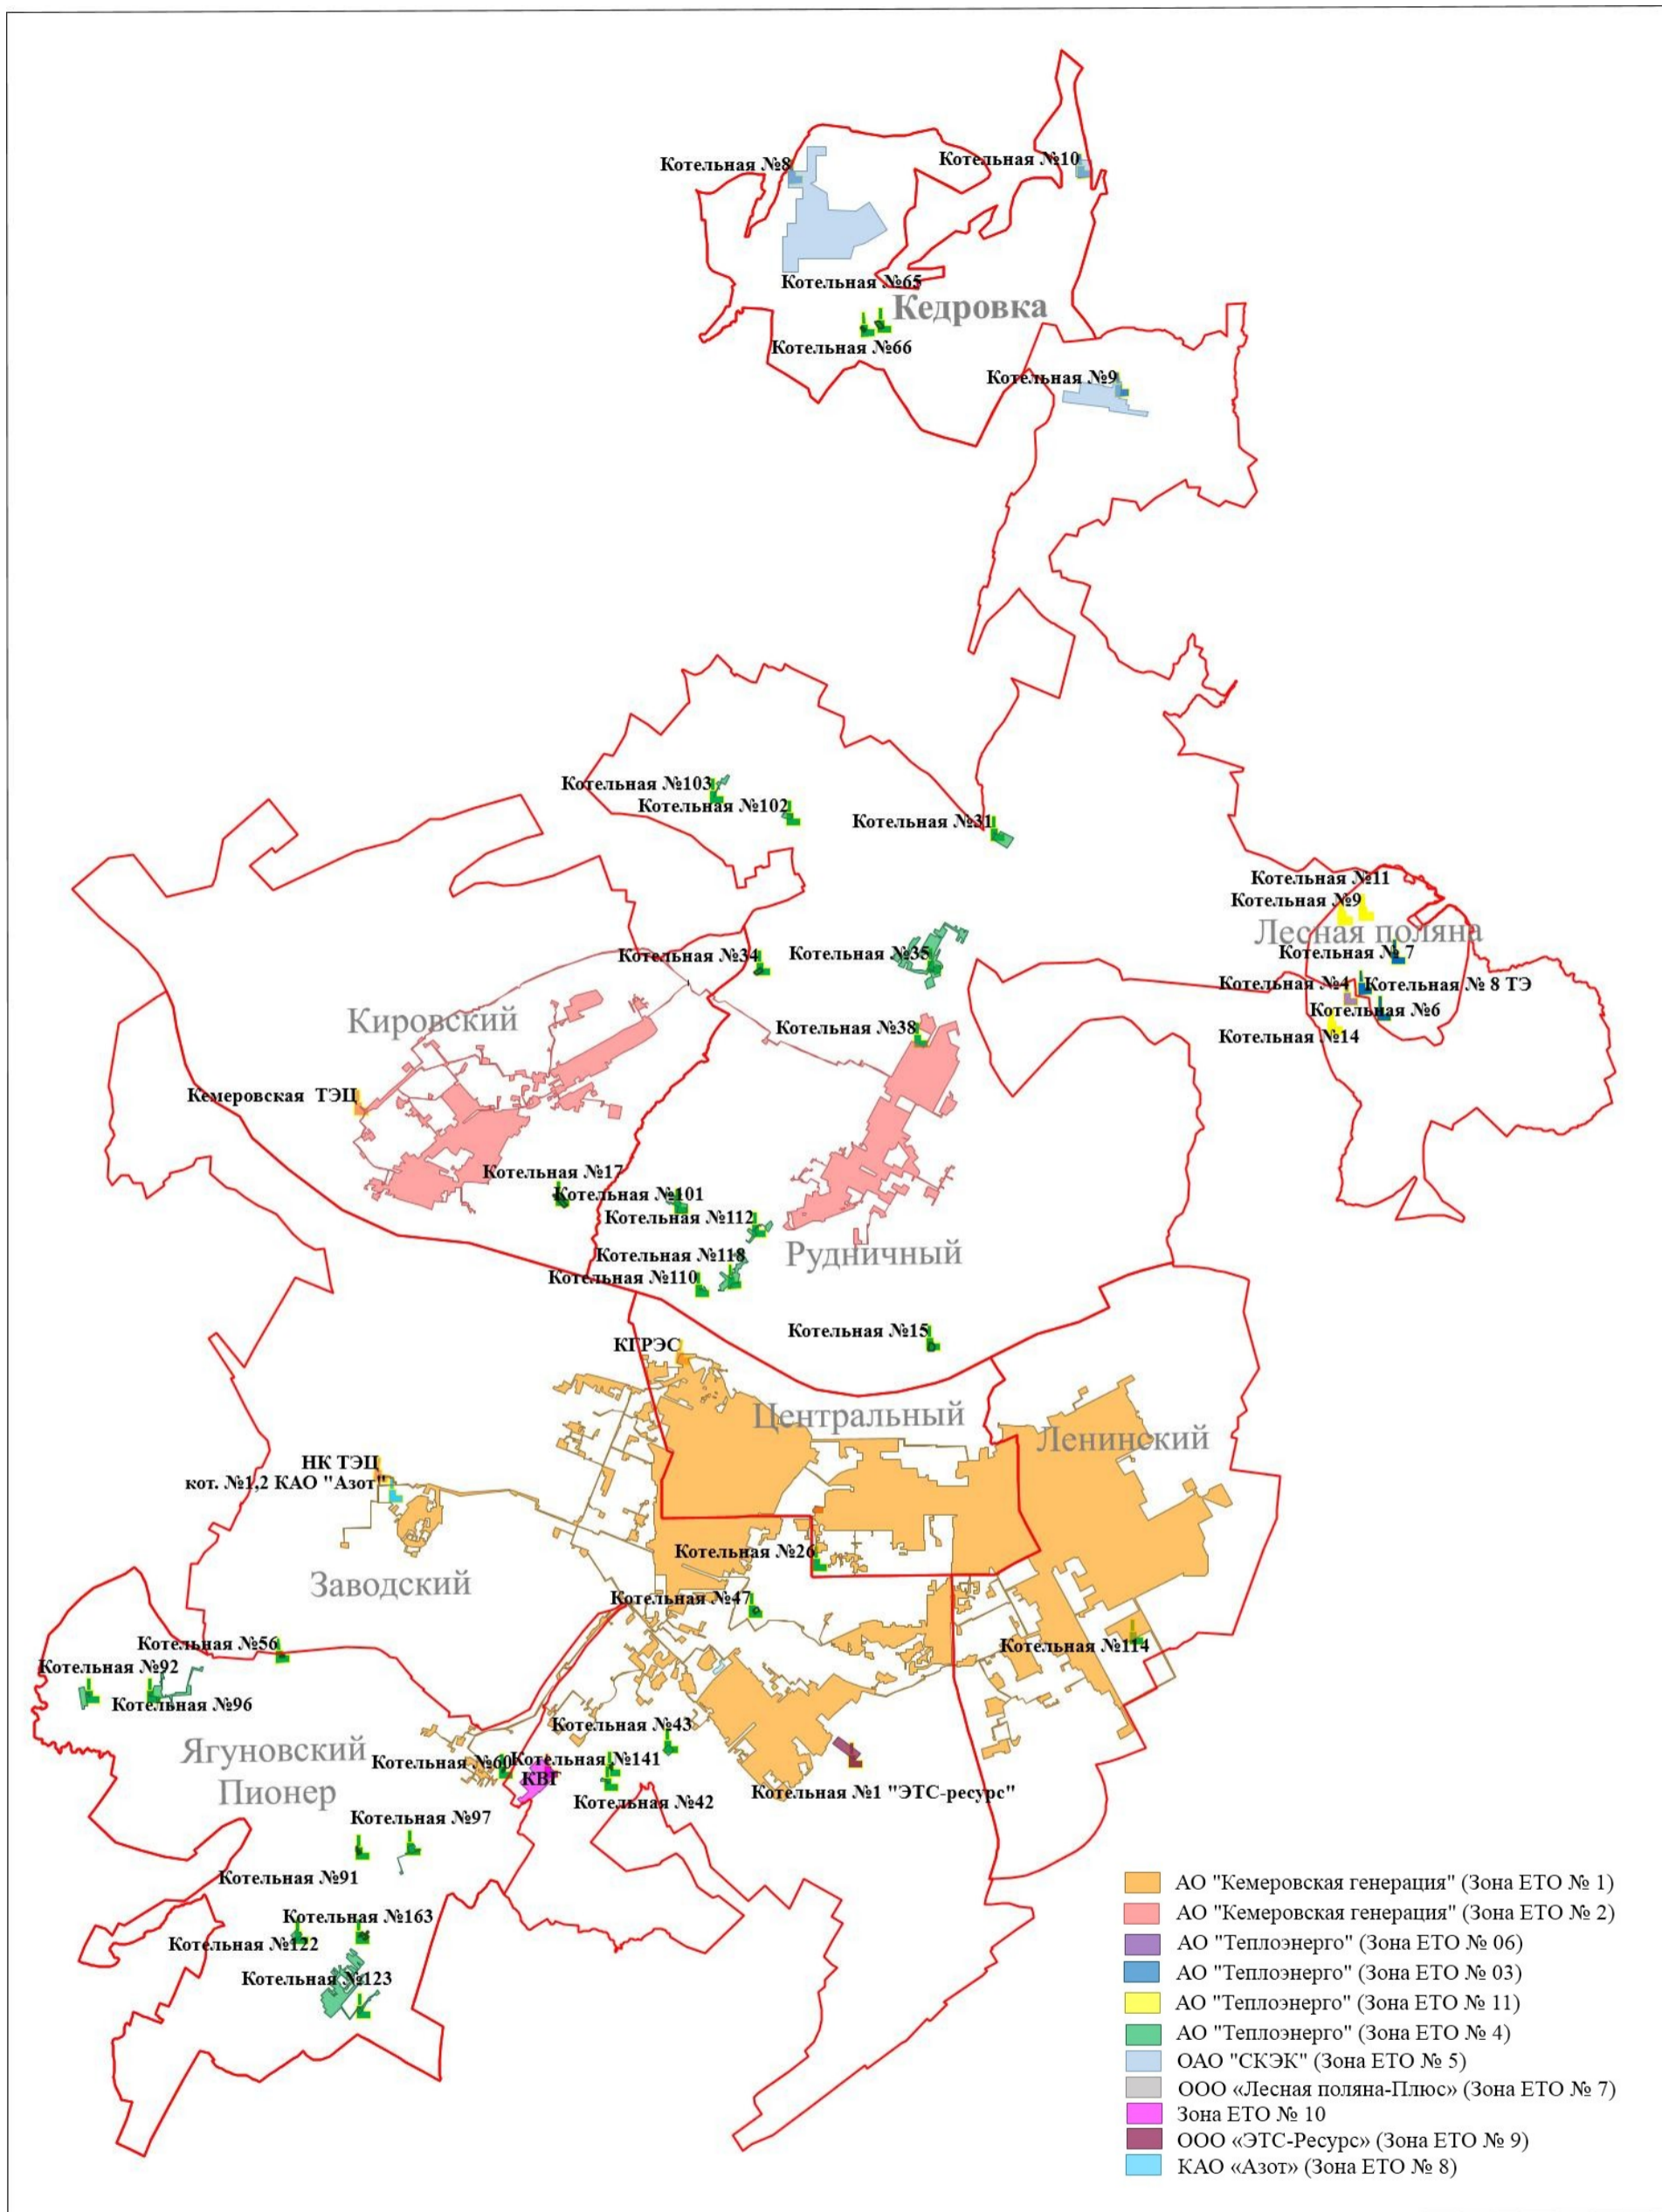 Котельная №8
Котельная №10
Котельная №65
Кедровка
Котельная №66
Котельная №9
Котельная №103
Котельная №102
Котельная №31
Котельная №11
Котельная №9
Лесная поляна
Котельная № 7
Котельная №4
Котельная № 8 ТЭ
Котельная №6
Котельная №14
Котельная №34
Котельная №35
Кировский
Котельная №38
Кемеровская ТЭЦ
Котельная №17
Котельная №101
Котельная №112
Рудничный
Котельная №118
Котельная №110
Котельная №15
КГРЭС
Центральный
Ленинский
НК ТЭЦ
кот. №1,2 КАО "Азот"
Котельная №26
Заводский
Котельная №47
Котельная №56
Котельная №114
Котельная №92
Котельная №96
Котельная №43
Ягуновский
Пионер
Котельная №60
Котельная №141
КВГ
Котельная №1 "ЭТС-ресурс"
Котельная №42
Котельная №97
Котельная №91
Котельная №163
Котельная №122
Котельная №123
АО "Кемеровская генерация" (Зона ЕТО № 1)
АО "Кемеровская генерация" (Зона ЕТО № 2)
АО "Теплоэнерго" (Зона ЕТО № 06)
АО "Теплоэнерго" (Зона ЕТО № 03)
АО "Теплоэнерго" (Зона ЕТО № 11)
АО "Теплоэнерго" (Зона ЕТО № 4)
ОАО "СКЭК" (Зона ЕТО № 5)
ООО «Лесная поляна-Плюс» (Зона ЕТО № 7)
Зона ЕТО № 10
ООО «ЭТС-Ресурс» (Зона ЕТО № 9)
КАО «Азот» (Зона ЕТО № 8)